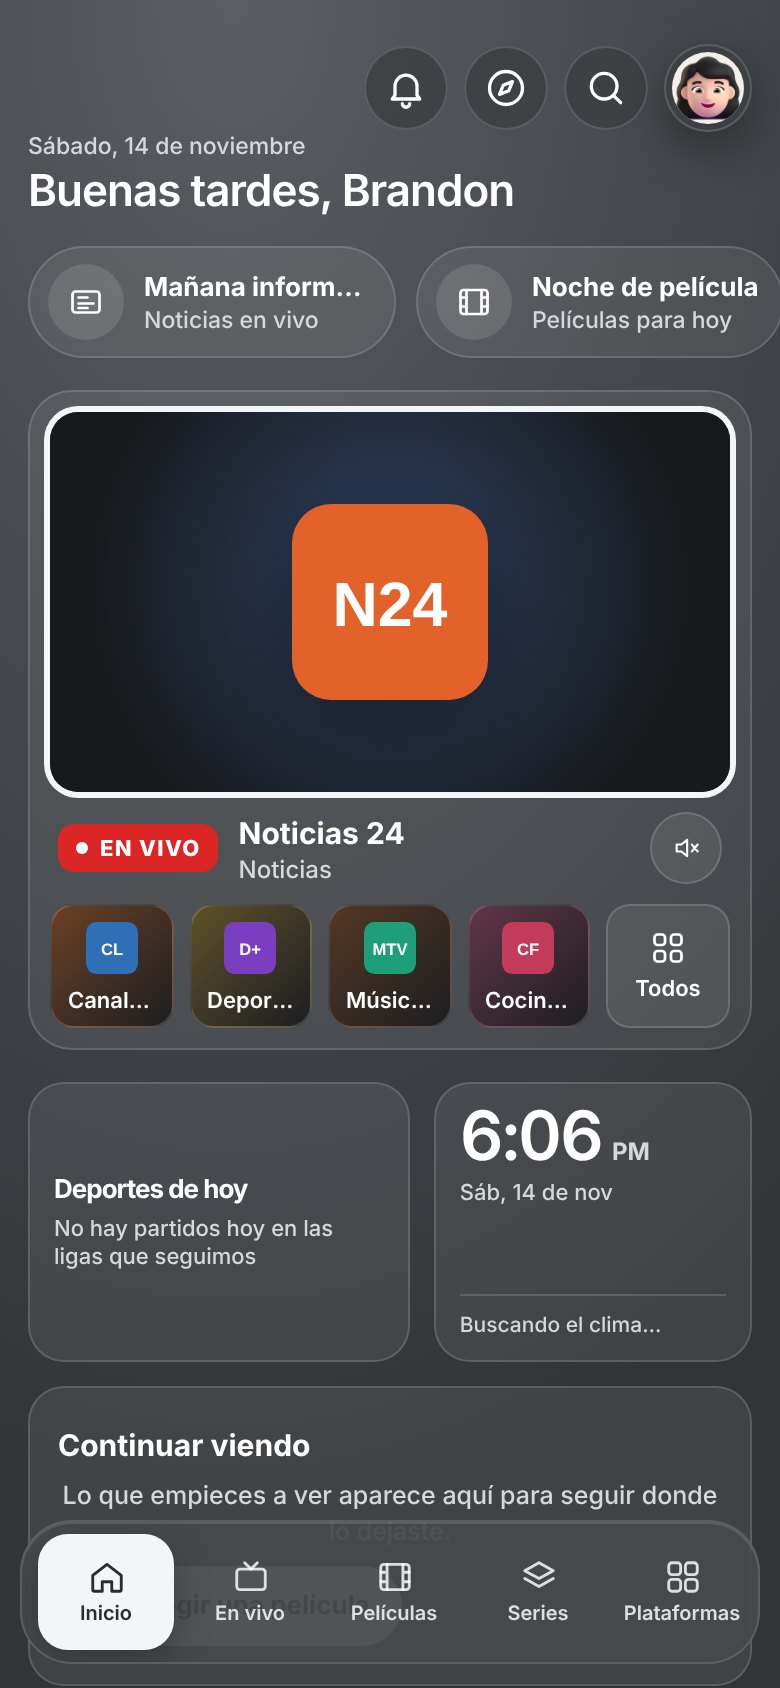 Sábado, 14 de noviembre
Buenas tardes, Brandon
Mañana inform...
Noticias en vivo
Noche de película
Películas para hoy
N24
EN VIVO
Noticias 24
Noticias
CL
Canal...
D+
Depor...
MTV
Músic...
CF
Cocin...
Todos
Deportes de hoy
No hay partidos hoy en las
ligas que seguimos
6:06 PM
Sáb, 14 de nov
Buscando el clima...
Continuar viendo
Lo que empieces a ver aparece aquí para seguir donde
lo dejaste.
una película
Inicio
En vivo
Películas
Series
Plataformas